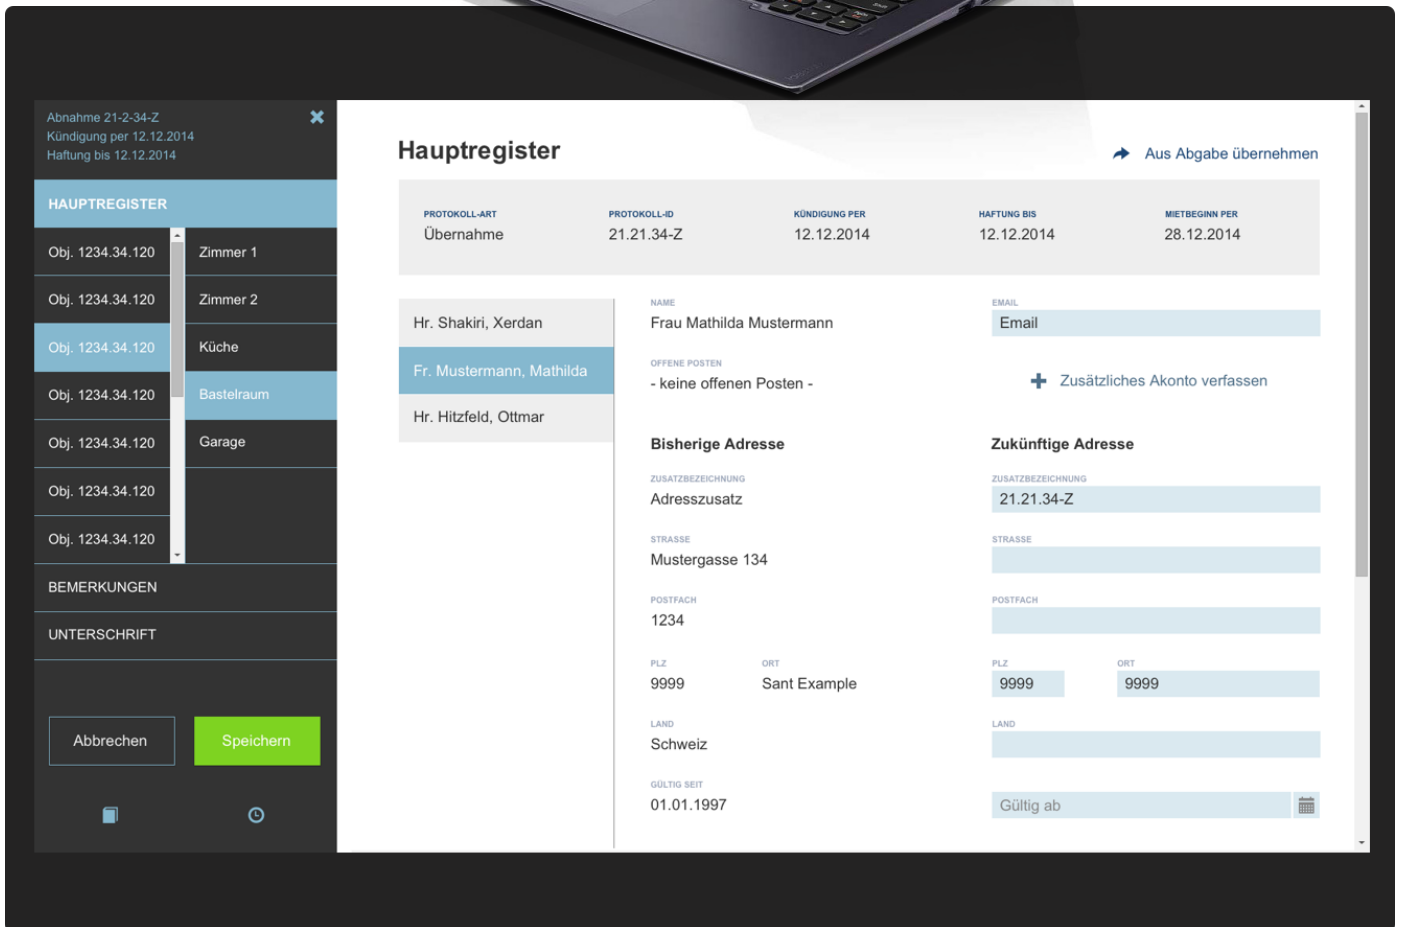 Abnahme 21-2-34-Z
Kündigung per 12.12.2014
Haftung bis 12.12.2014
HAUPTREGISTER
Obj. 1234.34.120
Zimmer 1
Obj. 1234.34.120
Zimmer 2
Obj. 1234.34.120
Küche
Obj. 1234.34.120
Bastelraum
Obj. 1234.34.120
Garage
Obj. 1234.34.120
Obj. 1234.34.120
BEMERKUNGEN
UNTERSCHRIFT
Abbrechen
Speichern
Hauptregister
Aus Abgabe übernehmen
PROTOKOLL-ART
Übernahme
PROTOKOLL-ID
21.21.34-Z
KÜNDIGUNG PER
12.12.2014
HAFTUNG BIS
12.12.2014
MIETBEGINN PER
28.12.2014
Hr. Shakiri, Xerdan
Fr. Mustermann, Mathilda
Hr. Hitzfeld, Ottmar
NAME
Frau Mathilda Mustermann
EMAIL
Email
OFFENE POSTEN
- keine offenen Posten -
Zusätzliches Akonto verfassen
Bisherige Adresse
ZUSATZBEZEICHNUNG
Adresszusatz
STRASSE
Mustergasse 134
POSTFACH
1234
PLZ
9999
ORT
Sant Example
LAND
Schweiz
GÜLTIG SEIT
01.01.1997
Zukünftige Adresse
ZUSATZBEZEICHNUNG
21.21.34-Z
STRASSE
POSTFACH
PLZ
9999
ORT
9999
LAND
Gültig ab